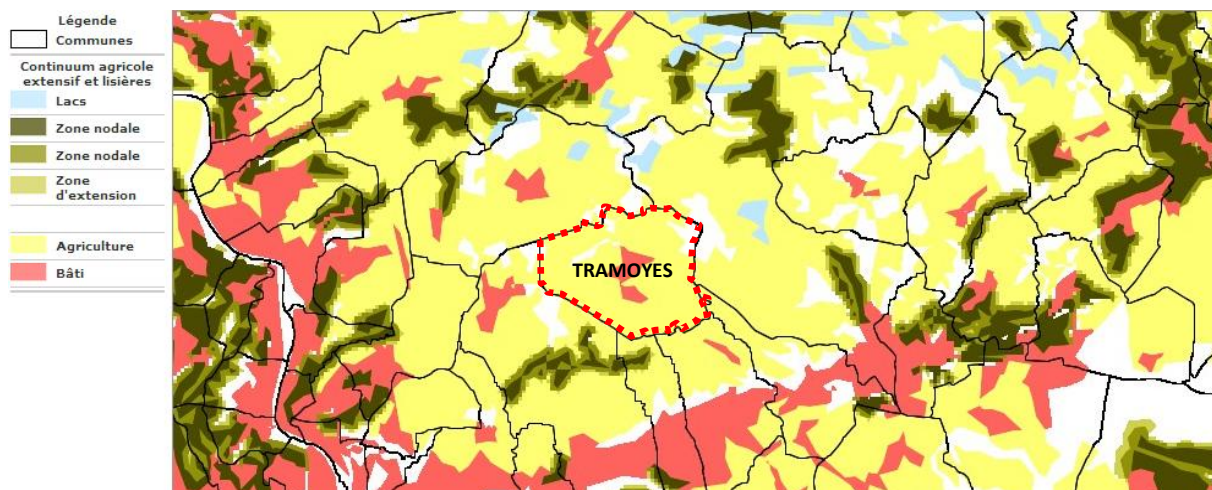 Légende
Communes
Continuum agricole
extensif et lisières
Lacs
Zone nodale
Zone nodale
Zone
d'extension
Agriculture
Bâti
TRAMOYES